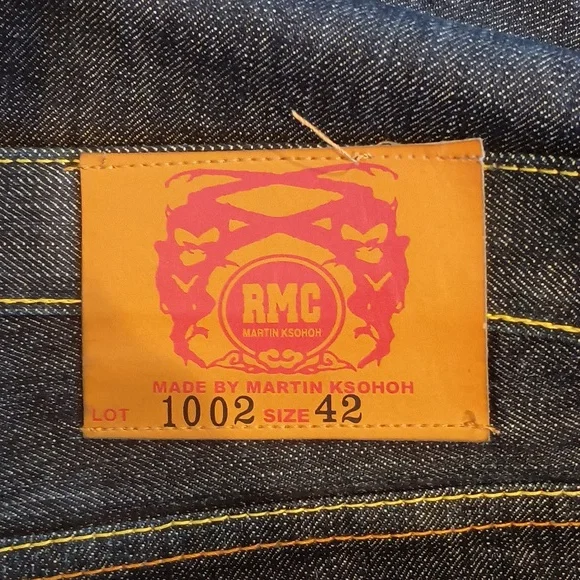 RMC
MARTIN KSOHOH
MADE BY MARTIN KSOHOH
LOT 1002 SIZE 42